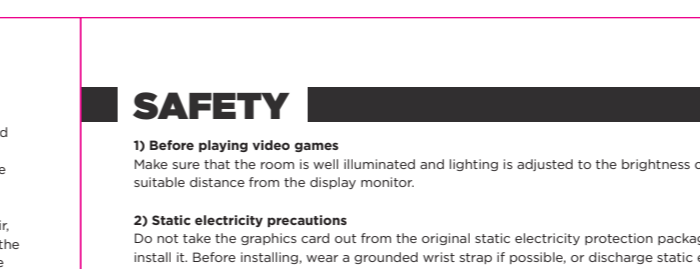 d
e
ir,
the
e
SAFETY
1) Before playing video games
Make sure that the room is well illuminated and lighting is adjusted to the brightness
suitable distance from the display monitor.
2) Static electricity precautions
Do not take the graphics card out from the original static electricity protection
install it. Before installing, wear a grounded wrist strap if possible, or discharge static